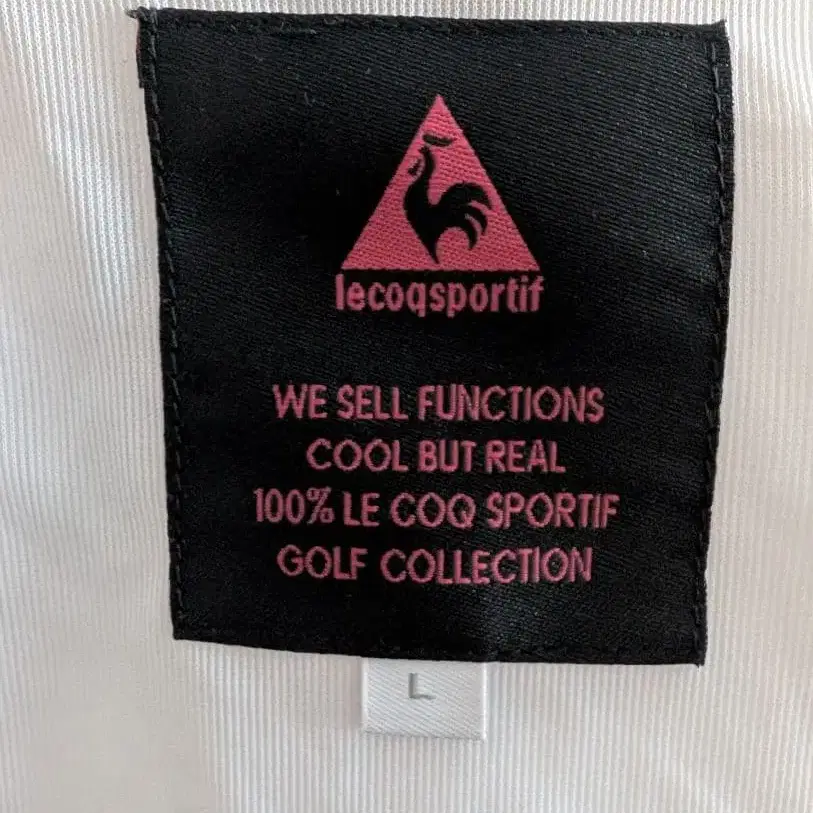 lecoqsportif
WE SELL FUNCTIONS
COOL BUT REAL
100% LE COQ SPORTIF
GOLF COLLECTION
L